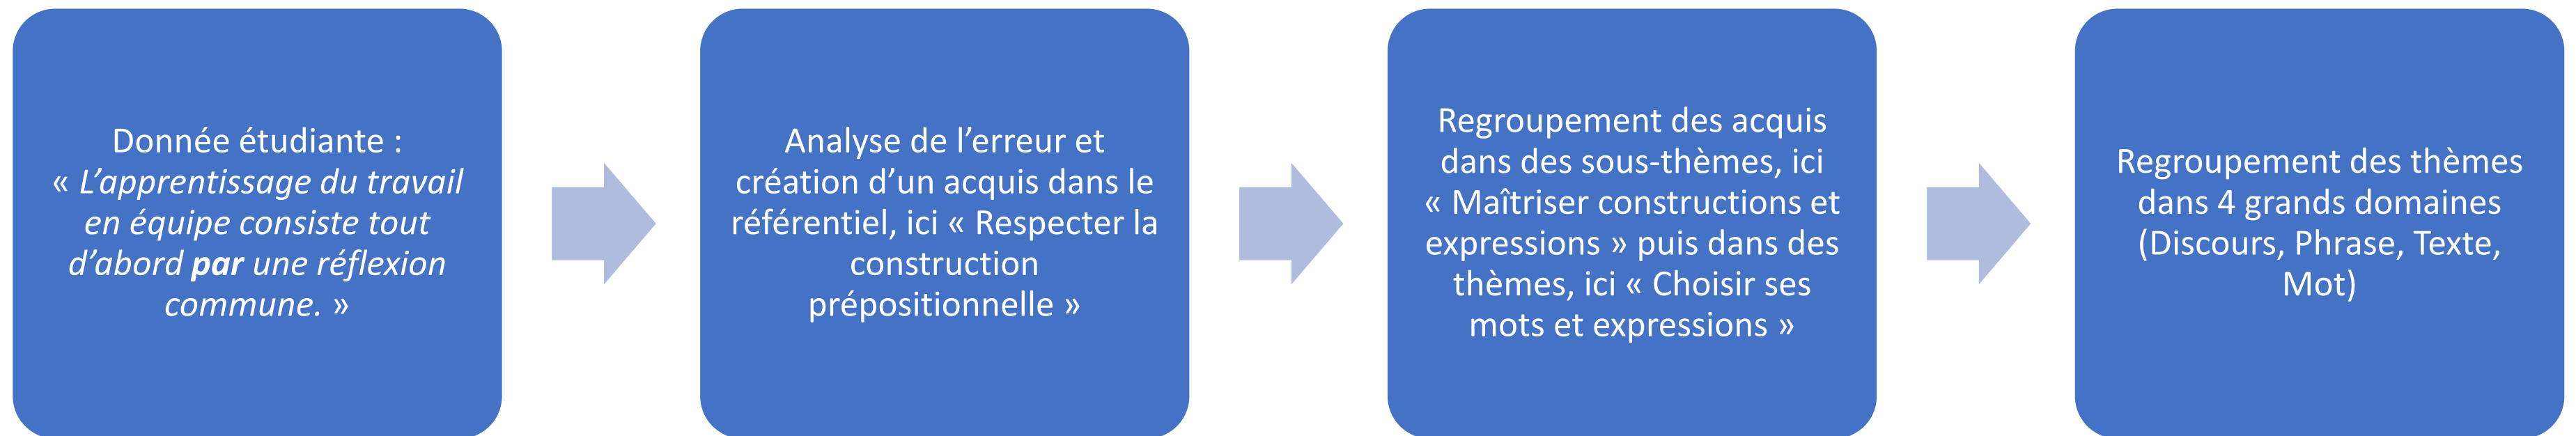 Donnée étudiante :
« L’apprentissage du travail
en équipe consiste tout
d’abord par une réflexion
commune. »
Analyse de l’erreur et
création d’un acquis dans le
référentiel, ici « Respecter la
construction
prépositionnelle »
Regroupement des acquis
dans des sous-thèmes, ici
« Maîtriser constructions et
expressions » puis dans des
thèmes, ici « Choisir ses
mots et expressions »
Regroupement des thèmes
dans 4 grands domaines
(Discours, Phrase, Texte,
Mot)